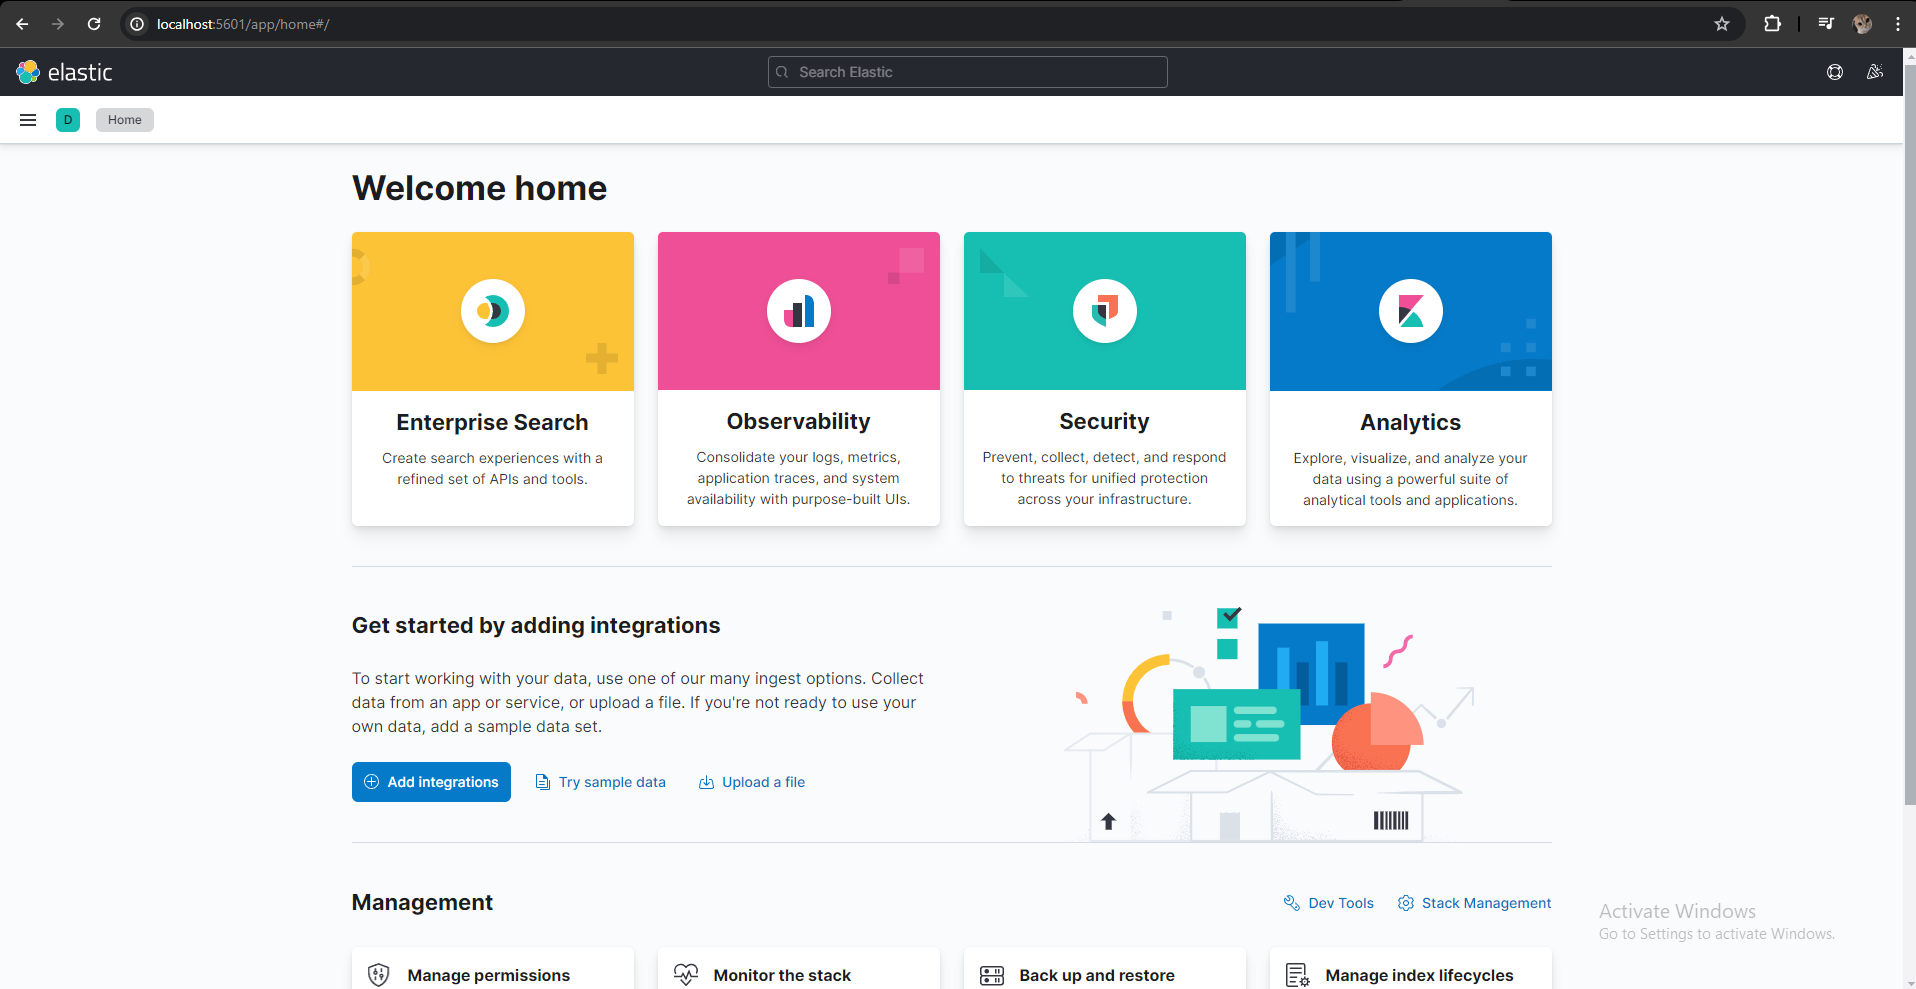 localhost:5601/app/home#/
elastic
Search Elastic
D
Home
Welcome home
Enterprise Search
Create search experiences with a
refined set of APIs and tools.
Observability
Consolidate your logs, metrics,
application traces, and system
availability with purpose-built UIs.
Security
Prevent, collect, detect, and respond
to threats for unified protection
across your infrastructure.
Analytics
Explore, visualize, and analyze your
data using a powerful suite of
analytical tools and applications.
Get started by adding integrations
To start working with your data, use one of our many ingest options. Collect
data from an app or service, or upload a file. If you're not ready to use your
own data, add a sample data set.
Add integrations
Try sample data
Upload a file
Management
Dev Tools
Stack Management
Manage permissions
Monitor the stack
Back up and restore
Manage index lifecycles
Activate Windows
Go to Settings to activate Windows.